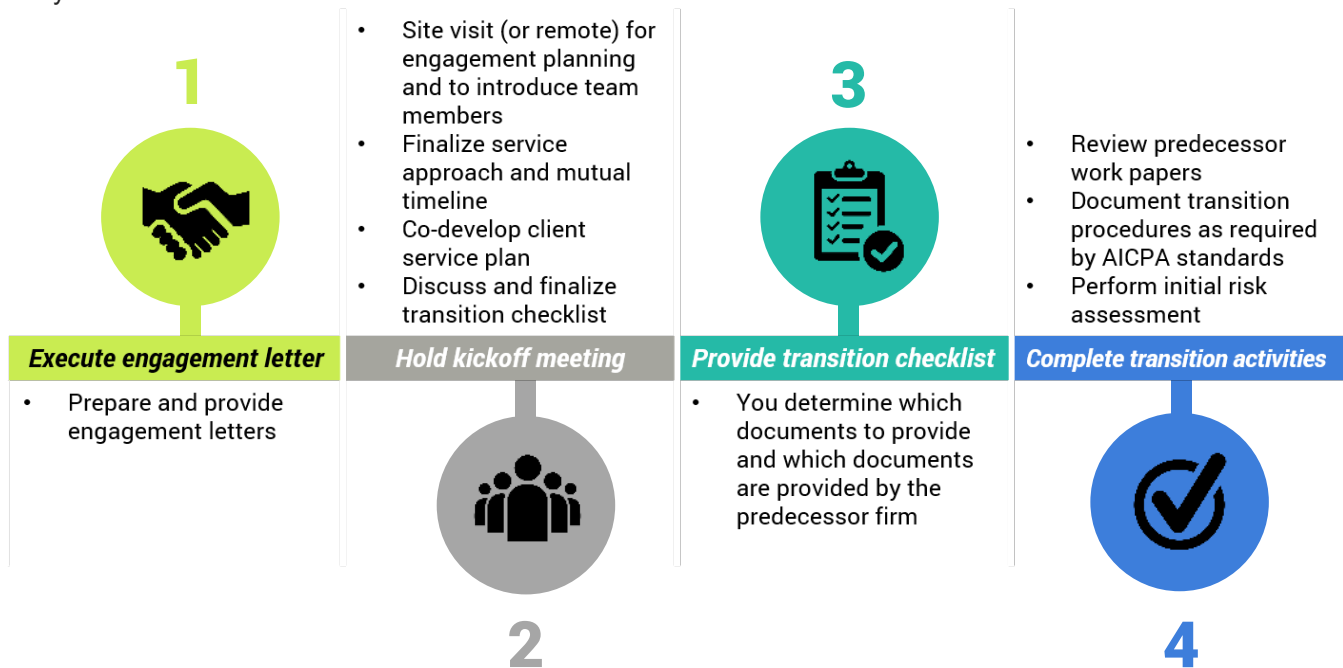 1
Execute engagement letter
• Prepare and provide
engagement letters
• Site visit (or remote) for
engagement planning
and to introduce team
members
• Finalize service
approach and mutual
timeline
• Co-develop client
service plan
• Discuss and finalize
transition checklist
Hold kickoff meeting
2
3
Provide transition checklist
• You determine which
documents to provide
and which documents
are provided by the
predecessor firm
• Review predecessor
work papers
• Document transition
procedures as required
by AICPA standards
• Perform initial risk
assessment
Complete transition activities
4